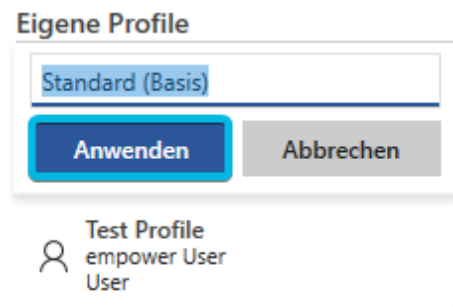 Eigene Profile
Standard (Basis)
Anwenden Abbrechen
Test Profile
empower User
User